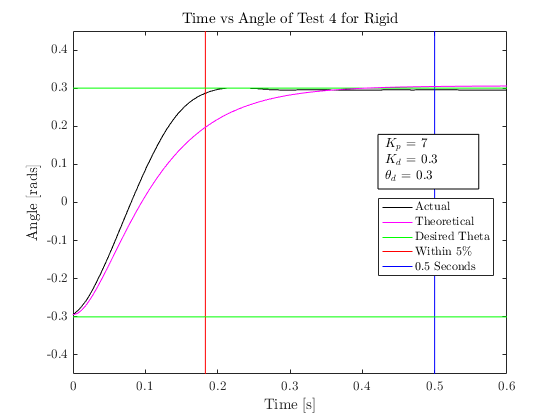 Time vs Angle of Test 4 for Rigid
Angle [rads]
0.4
0.3
0.2
0.1
0
-0.1
-0.2
-0.3
-0.4
K_p = 7
K_d = 0.3
θ_d = 0.3
Actual
Theoretical
Desired Theta
Within 5%
0.5 Seconds
0 0.1 0.2 0.3 0.4 0.5 0.6
Time [s]